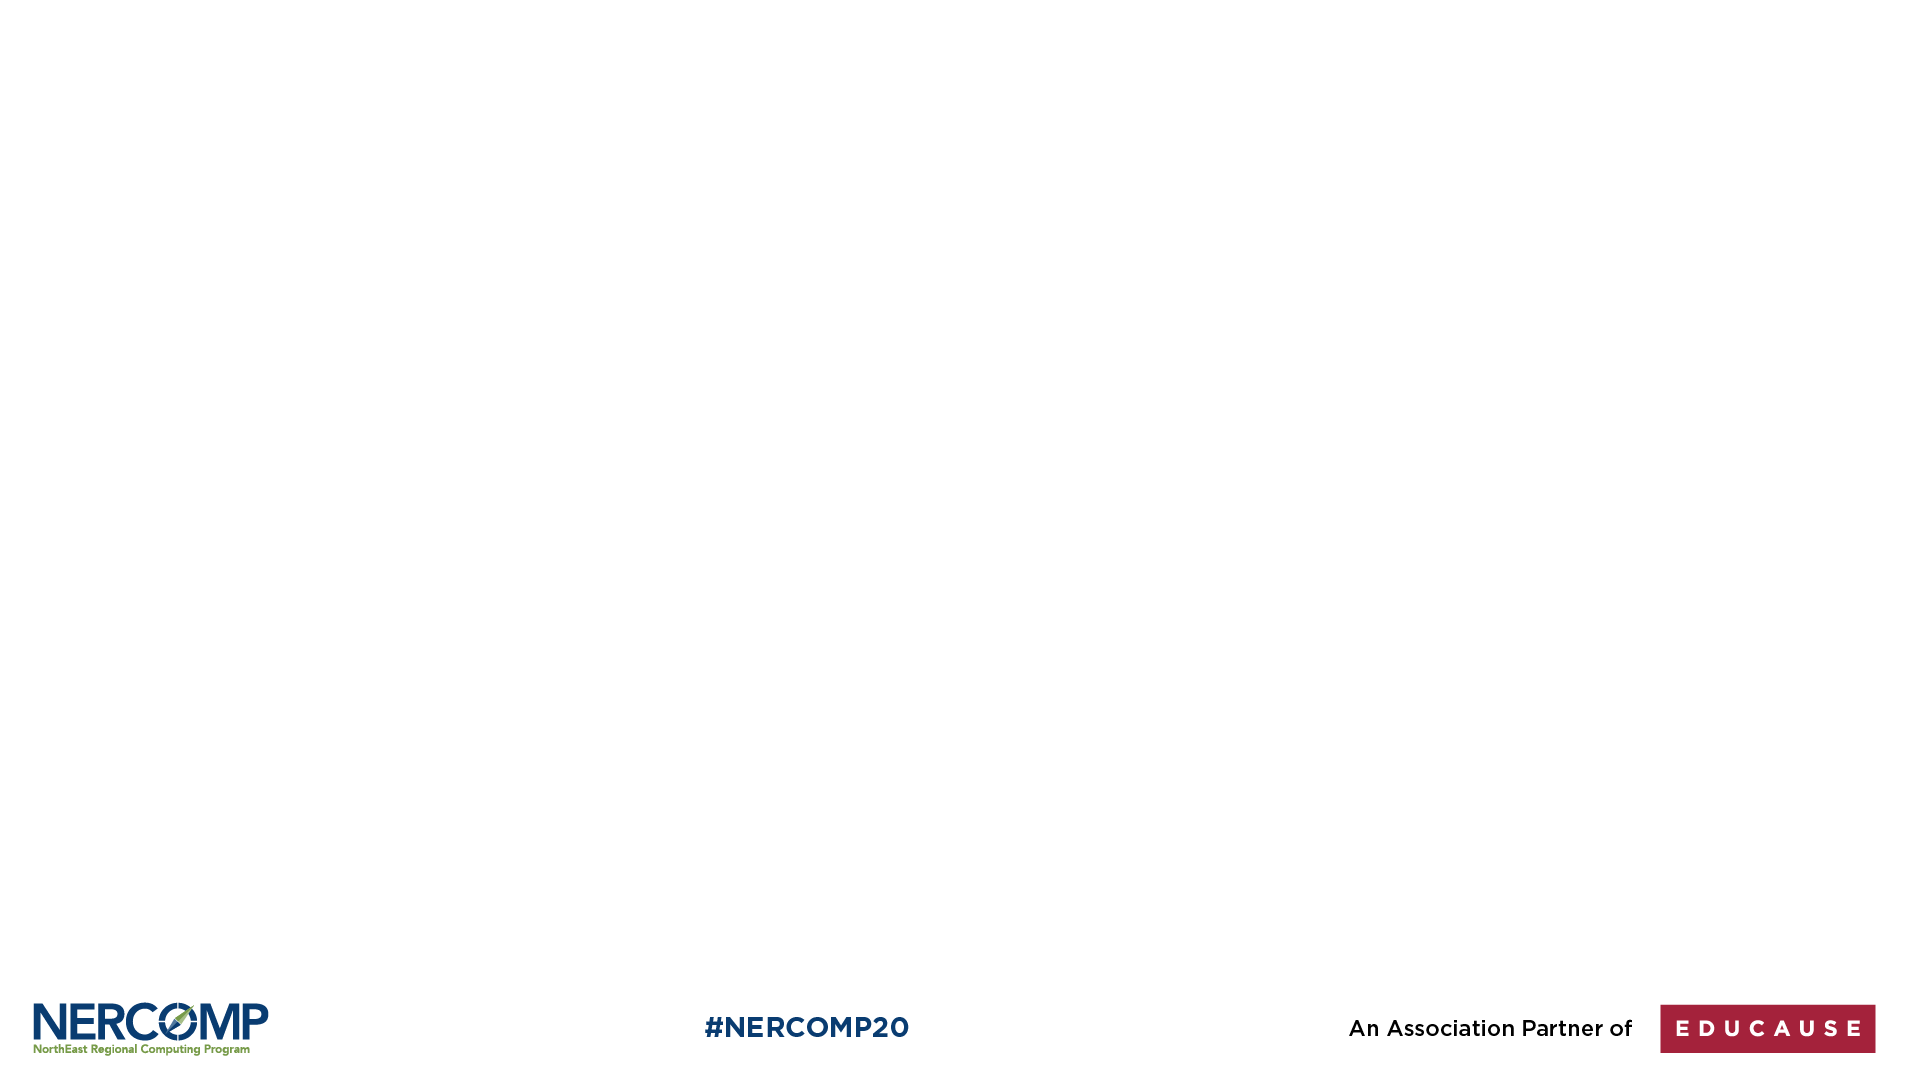 NERCOMP
NorthEast Regional Computing Program
#NERCOMP20
An Association Partner of
EDUCAUSE